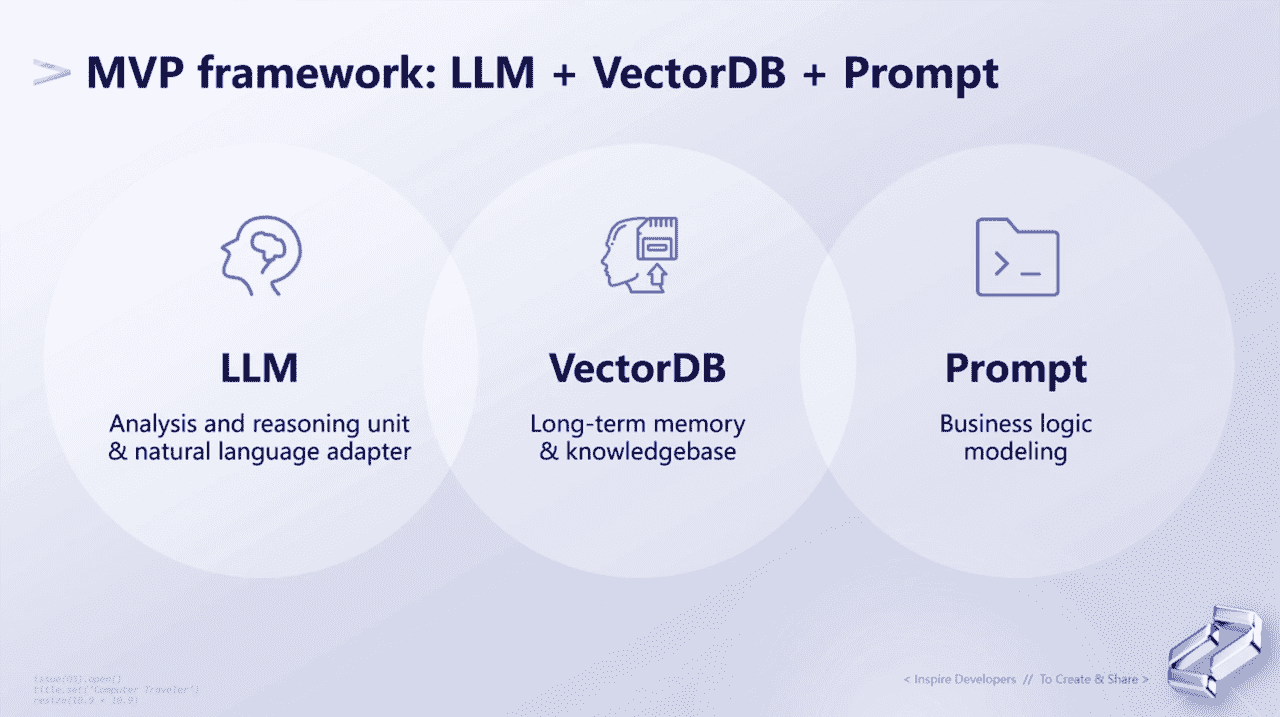 > MVP framework: LLM + VectorDB + Prompt
LLM
Analysis and reasoning unit
& natural language adapter
VectorDB
Long-term memory
& knowledgebase
Prompt
Business logic
modeling
title.set('Computer Traveler')
< Inspire Developers // To Create & Share >